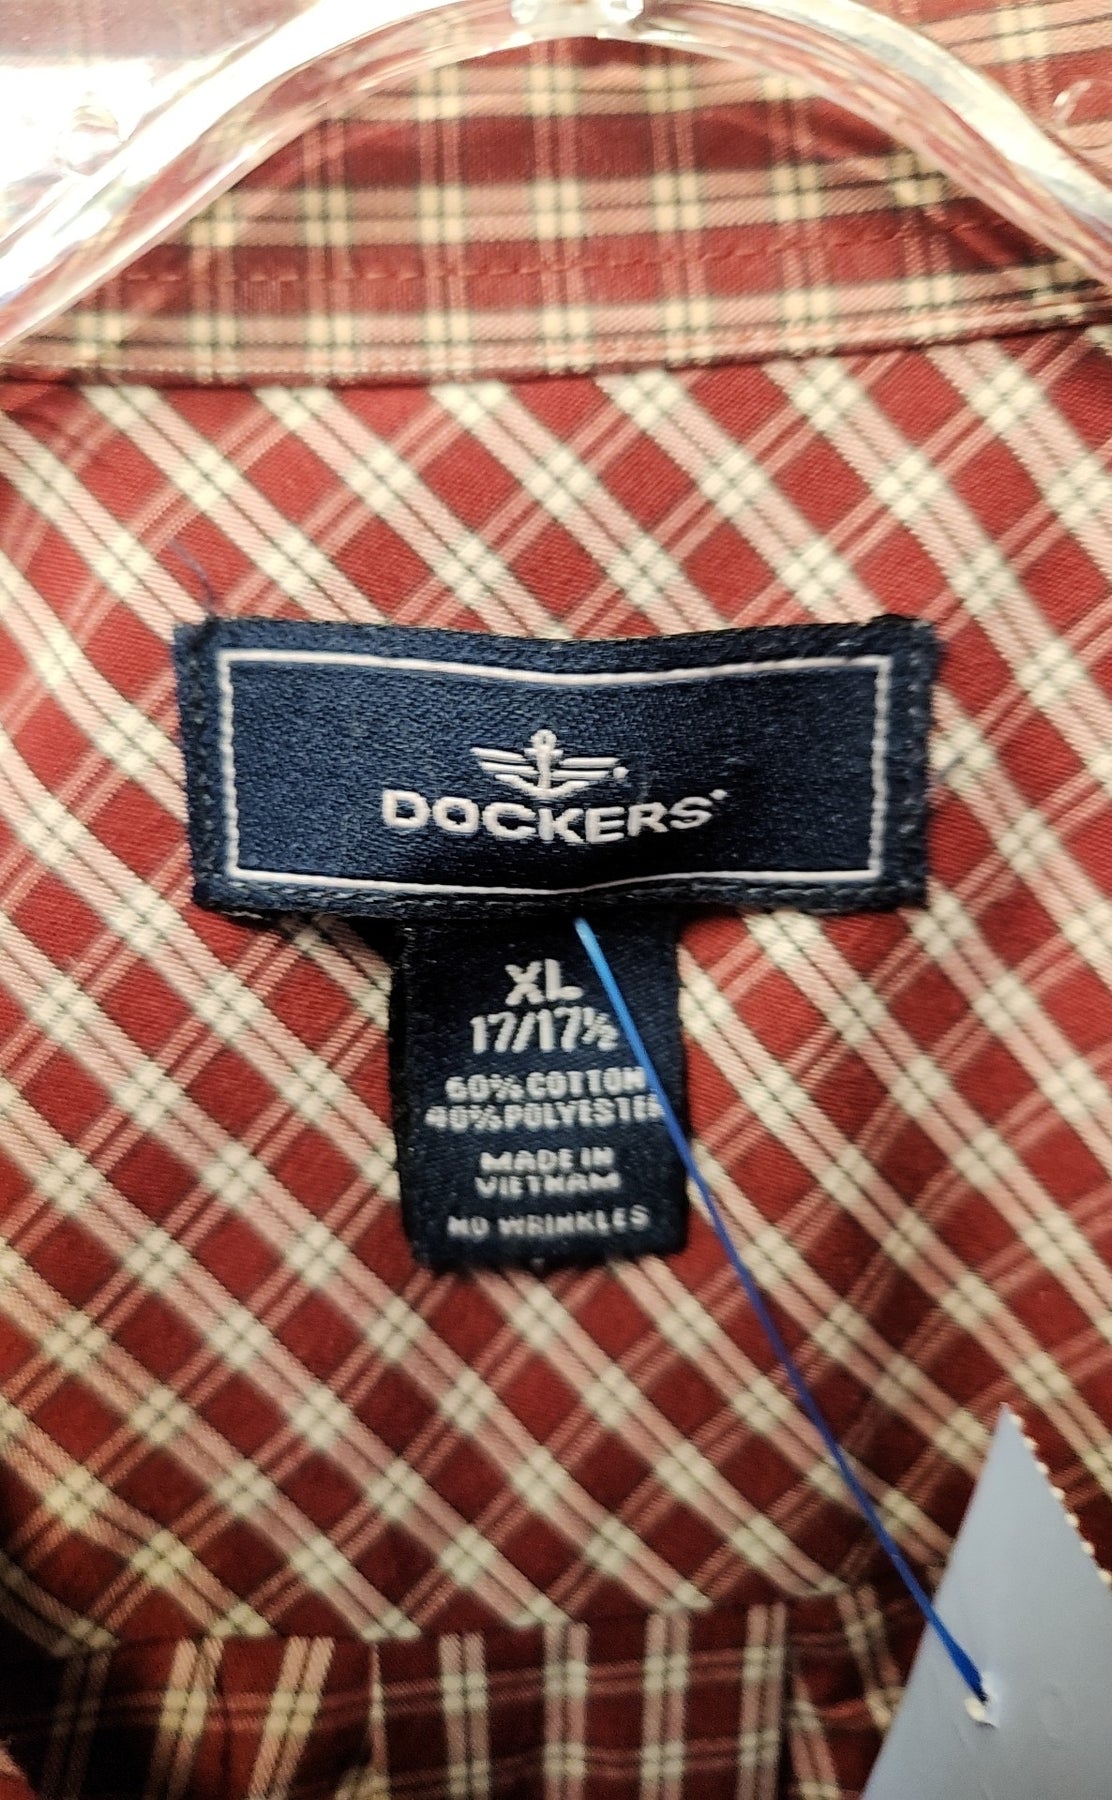 DOCKERS
XL
17/17½
60% COTTON
40% POLYESTER
MADE IN
VIETNAM
NO WRINKLES